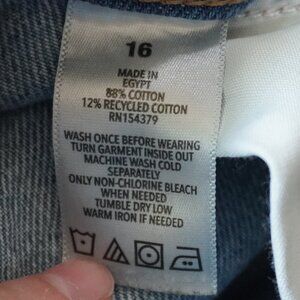 16
MADE IN
EGYPT
88% COTTON
12% RECYCLED COTTON
RN154379
WASH ONCE BEFORE WEARING
TURN GARMENT INSIDE OUT
MACHINE WASH COLD
SEPARATELY
ONLY NON-CHLORINE BLEACH
WHEN NEEDED
TUMBLE DRY LOW
WARM IRON IF NEEDED